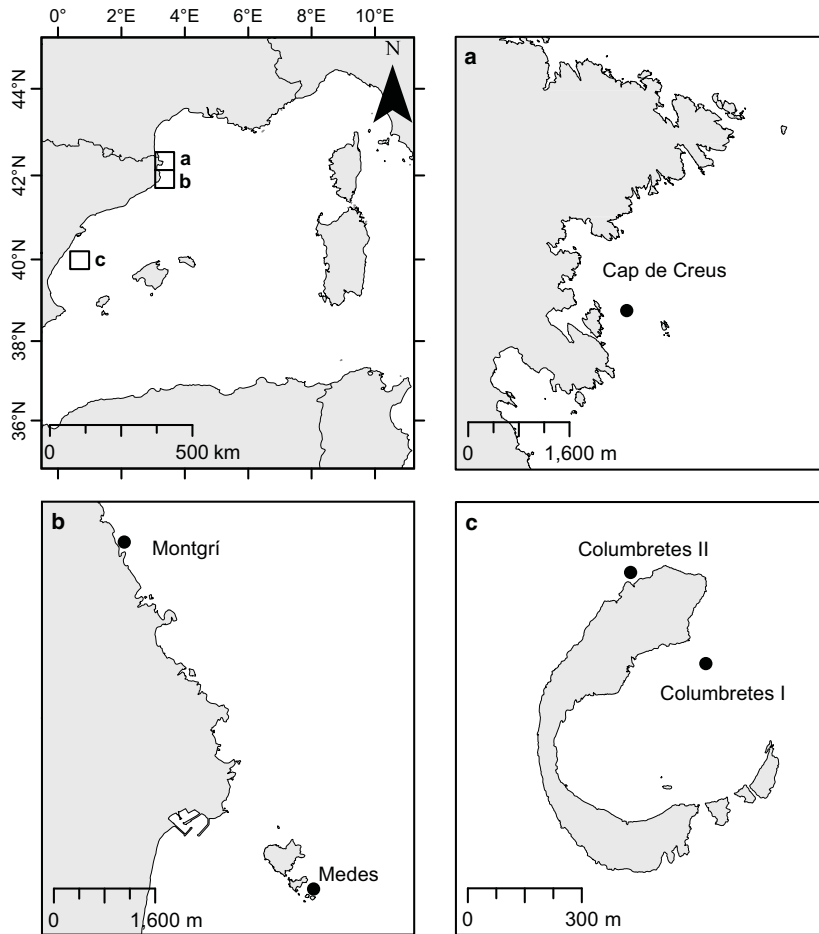 0° 2°E 4°E 6°E 8°E 10°E
44°N
42°N
40°N
38°N
36°N
N
a
b
c
0 500 km
a
Cap de Creus
0 1,600 m
b
Montgrí
Medes
0 1,600 m
c
Columbretes II
Columbretes I
0 300 m